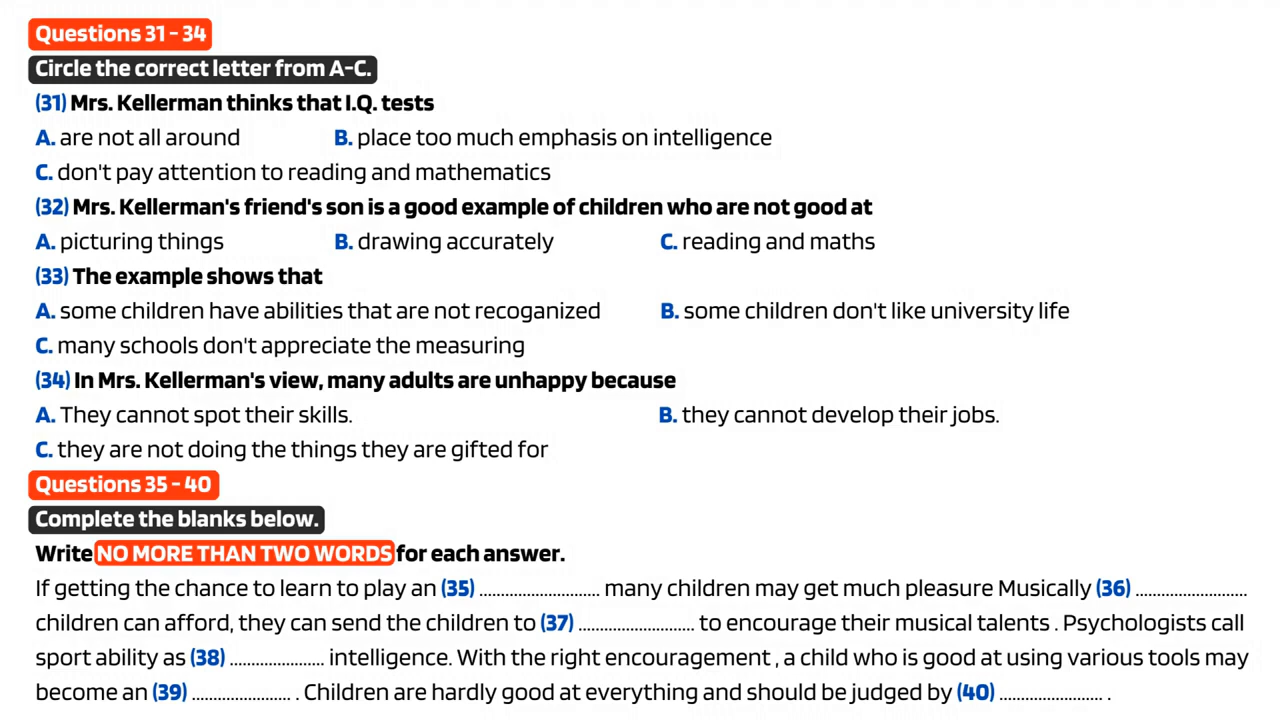 Questions 31 - 34
Circle the correct letter from A-C.
(31) Mrs. Kellerman thinks that I.Q. tests
A. are not all around B. place too much emphasis on intelligence
C. don't pay attention to reading and mathematics
(32) Mrs. Kellerman's friend's son is a good example of children who are not good at
A. picturing things B. drawing accurately C. reading and maths
(33) The example shows that
A. some children have abilities that are not recoganized B. some children don't like university life
C. many schools don't appreciate the measuring
(34) In Mrs. Kellerman's view, many adults are unhappy because
A. They cannot spot their skills. B. they cannot develop their jobs.
C. they are not doing the things they are gifted for
Questions 35 - 40
Complete the blanks below.
Write NO MORE THAN TWO WORDS for each answer.
If getting the chance to learn to play an (35) ........................... many children may get much pleasure Musically (36) .........................
children can afford, they can send the children to (37) .......................... to encourage their musical talents . Psychologists call
sport ability as (38) ..................... intelligence. With the right encouragement , a child who is good at using various tools may
become an (39) ...................... . Children are hardly good at everything and should be judged by (40) ....................... .